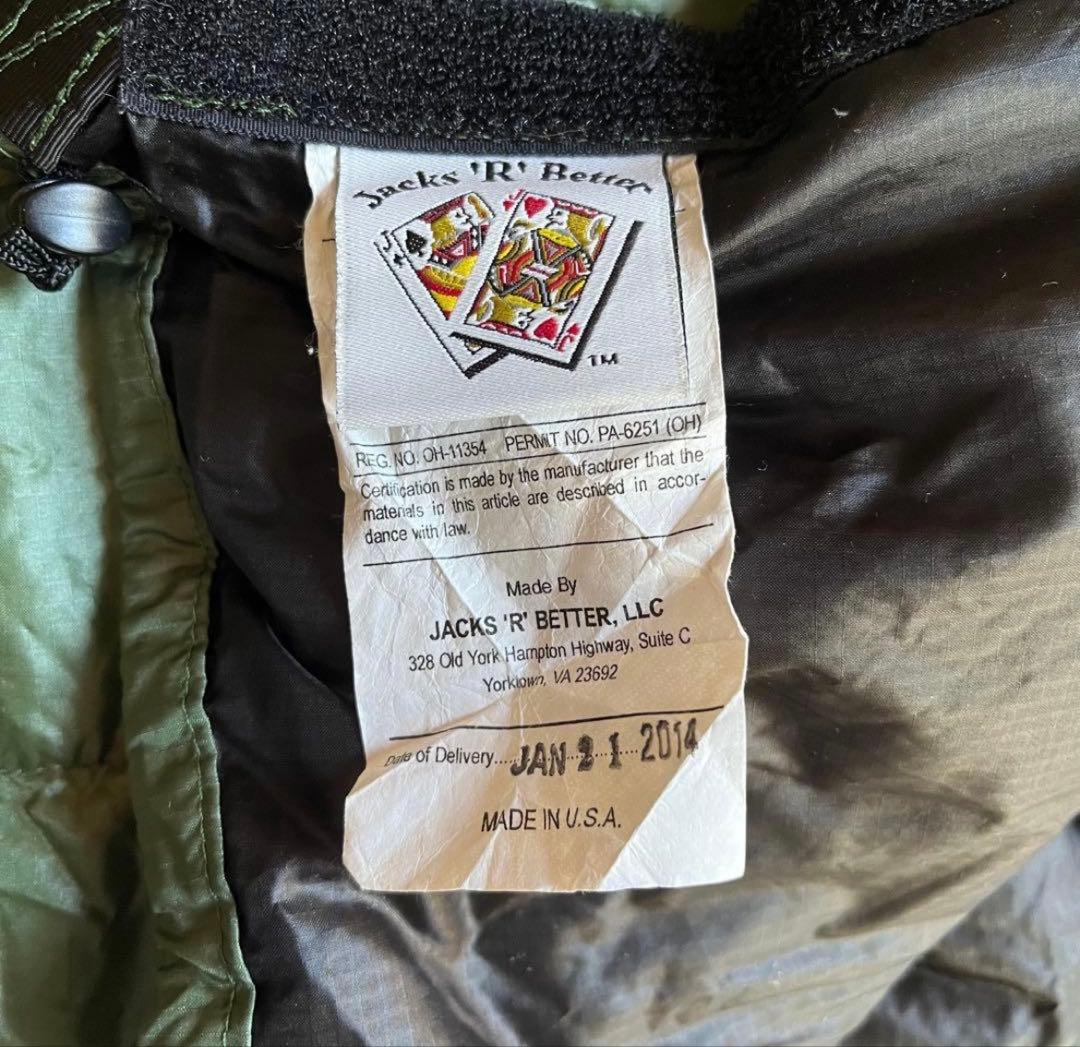 Jacks 'R' Better
J
J
J
TM
REG. NO. OH-11354 PERMIT NO. PA-6251 (OH)
Certification is made by the manufacturer that the
materials in this article are described in accor-
dance with law.
Made By
JACKS 'R' BETTER, LLC
328 Old York Hampton Highway, Suite C
Yorktown, VA 23692
Date of Delivery.....JAN 21 2014
MADE IN U.S.A.